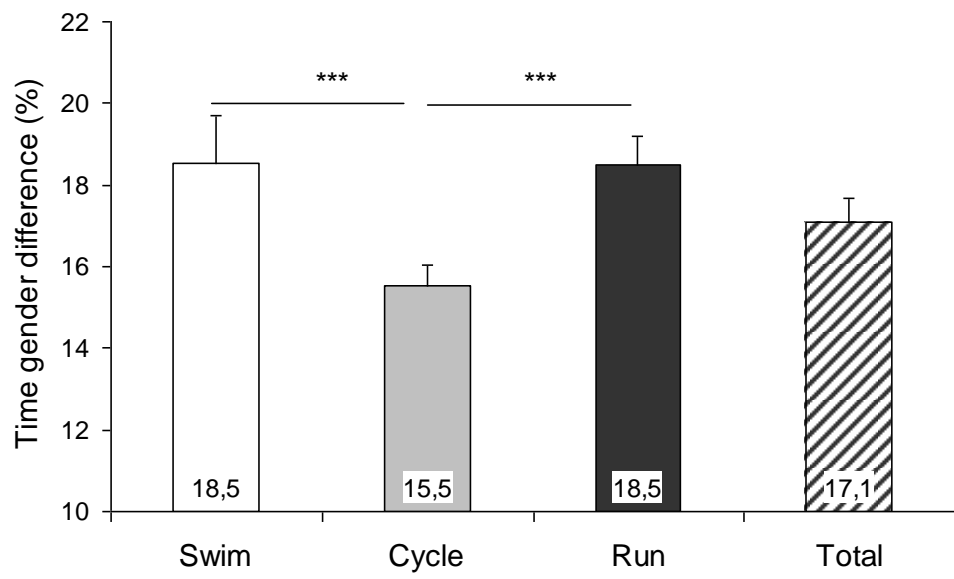 Time gender difference (%)
22
20
18
16
14
12
10
***
***
18,5
15,5
18,5
17,1
Swim
Cycle
Run
Total